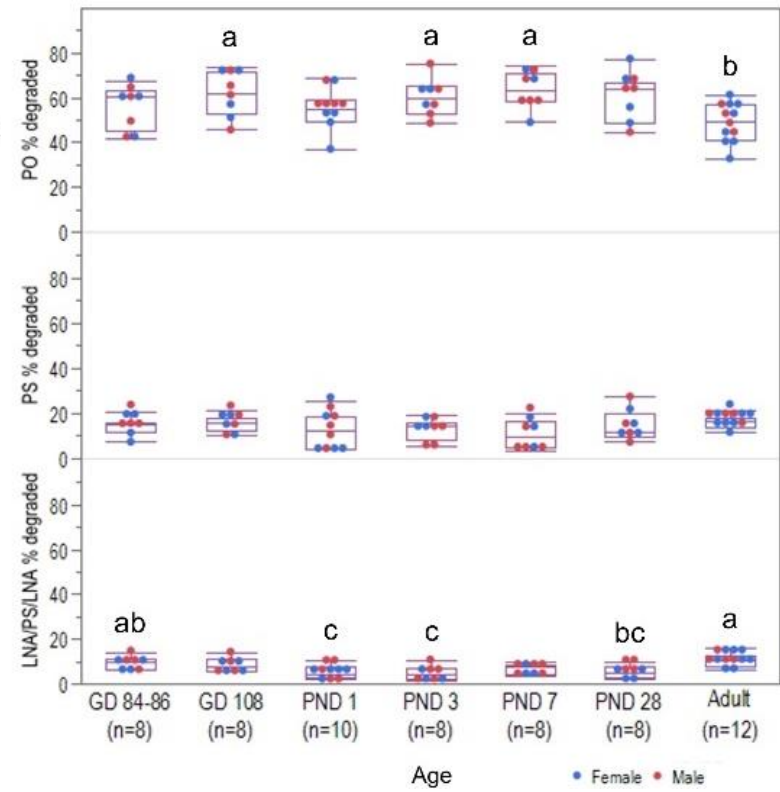 a a a b
PO % degraded
80
60
40
20
0
PS % degraded
80
60
40
20
0
ab c c bc a
LNA/PS/LNA % degraded
80
60
40
20
0
GD 84-86 GD 108 PND 1 PND 3 PND 7 PND 28 Adult
(n=8) (n=8) (n=10) (n=8) (n=8) (n=8) (n=12)
Age
Female Male